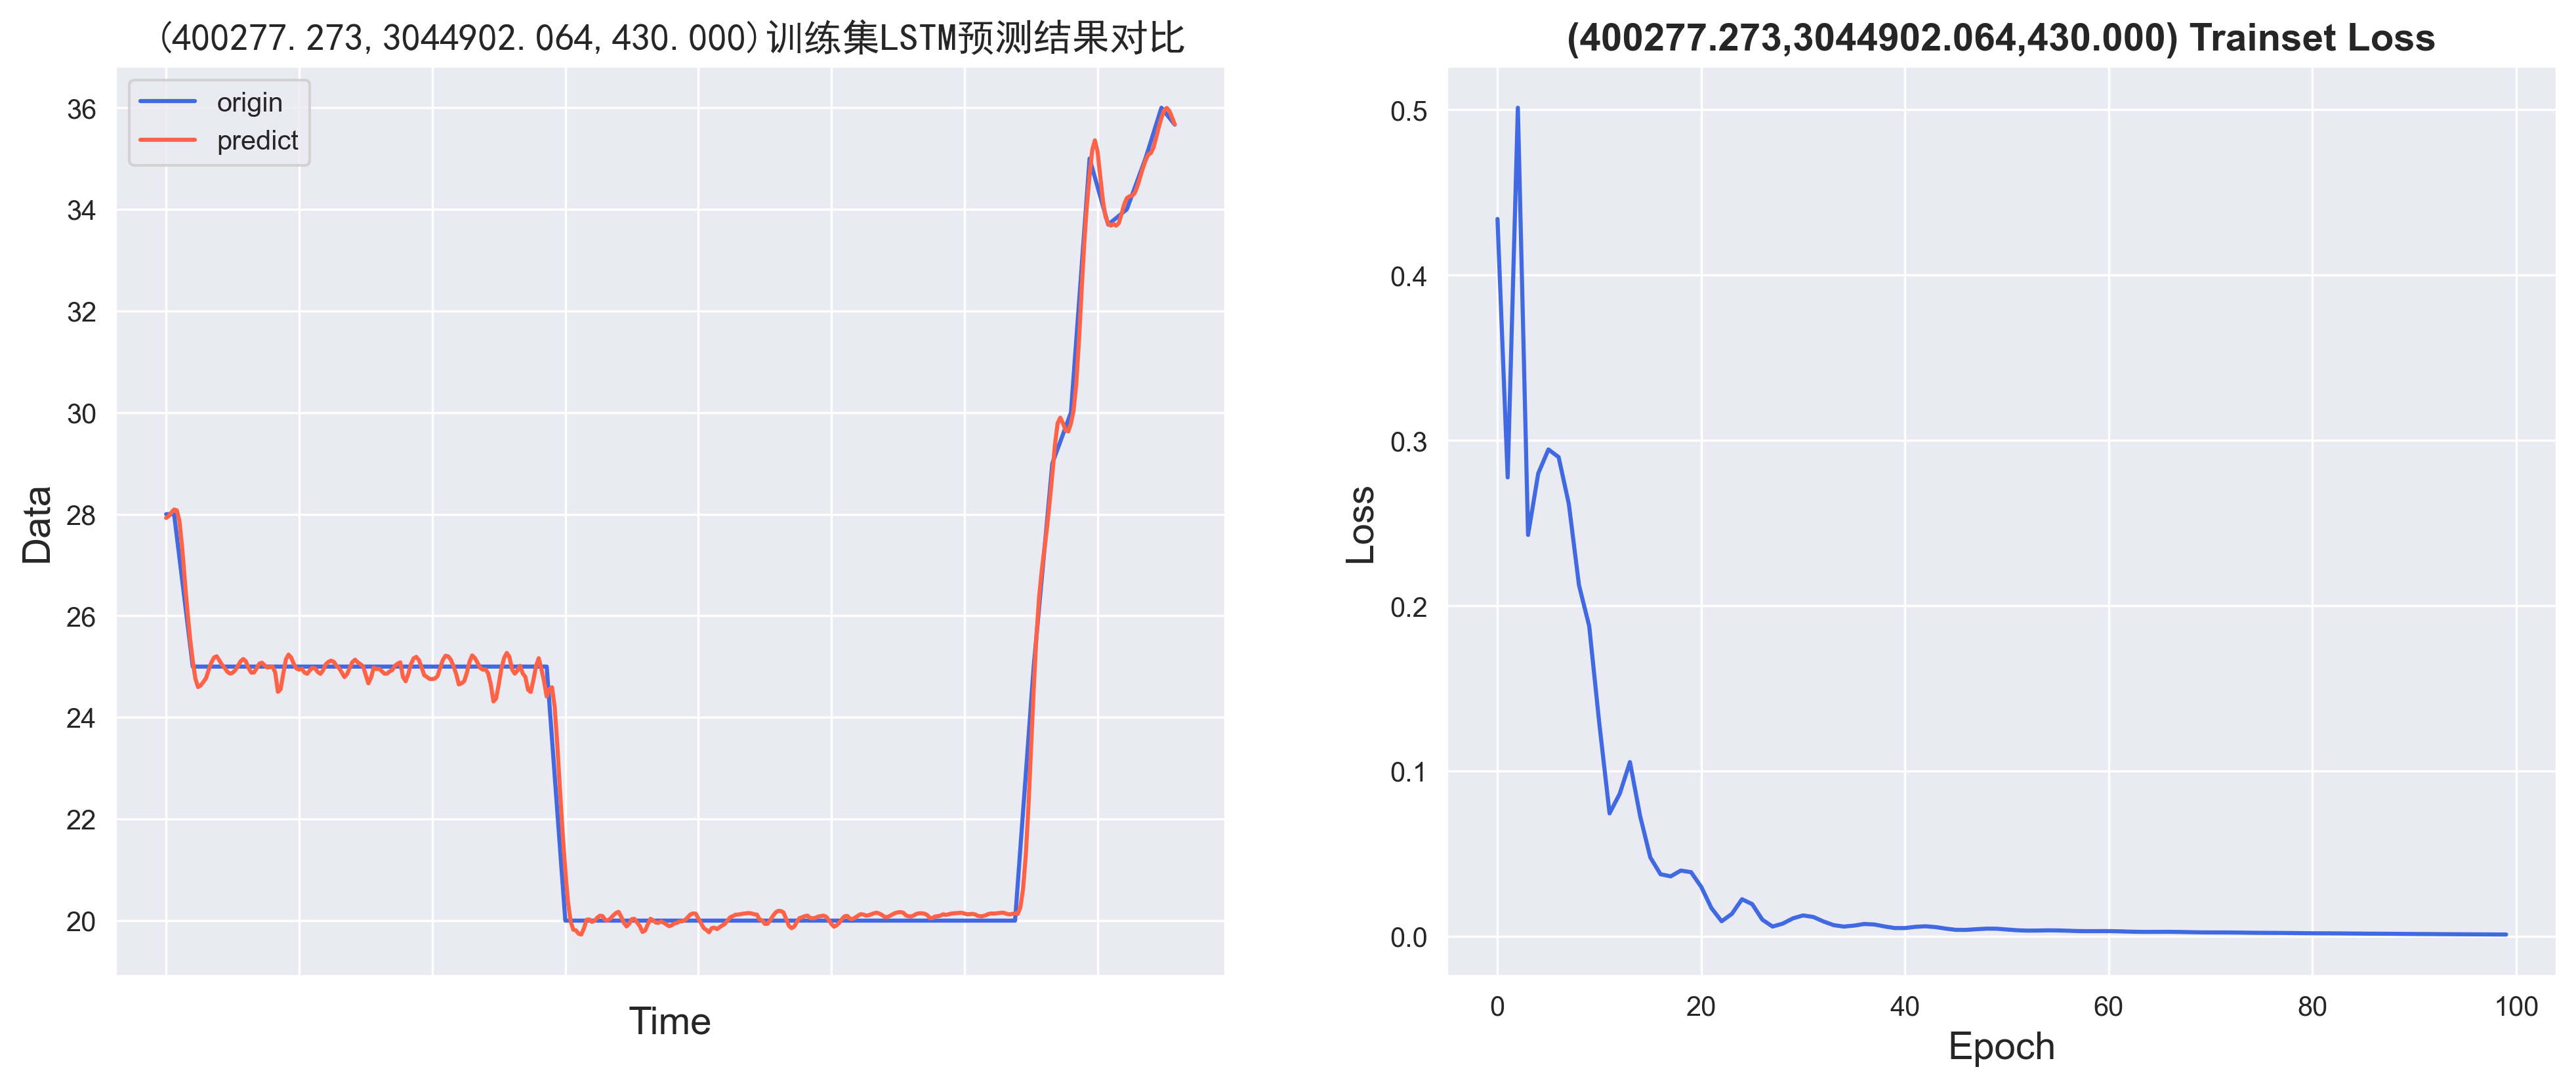 (400277.273,3044902.064,430.000)训练集LSTM预测结果对比
origin
predict
36
34
32
30
28
26
24
22
20
Data
Time
(400277.273,3044902.064,430.000) Trainset Loss
0.5
0.4
0.3
0.2
0.1
0.0
Loss
0 20 40 60 80 100
Epoch